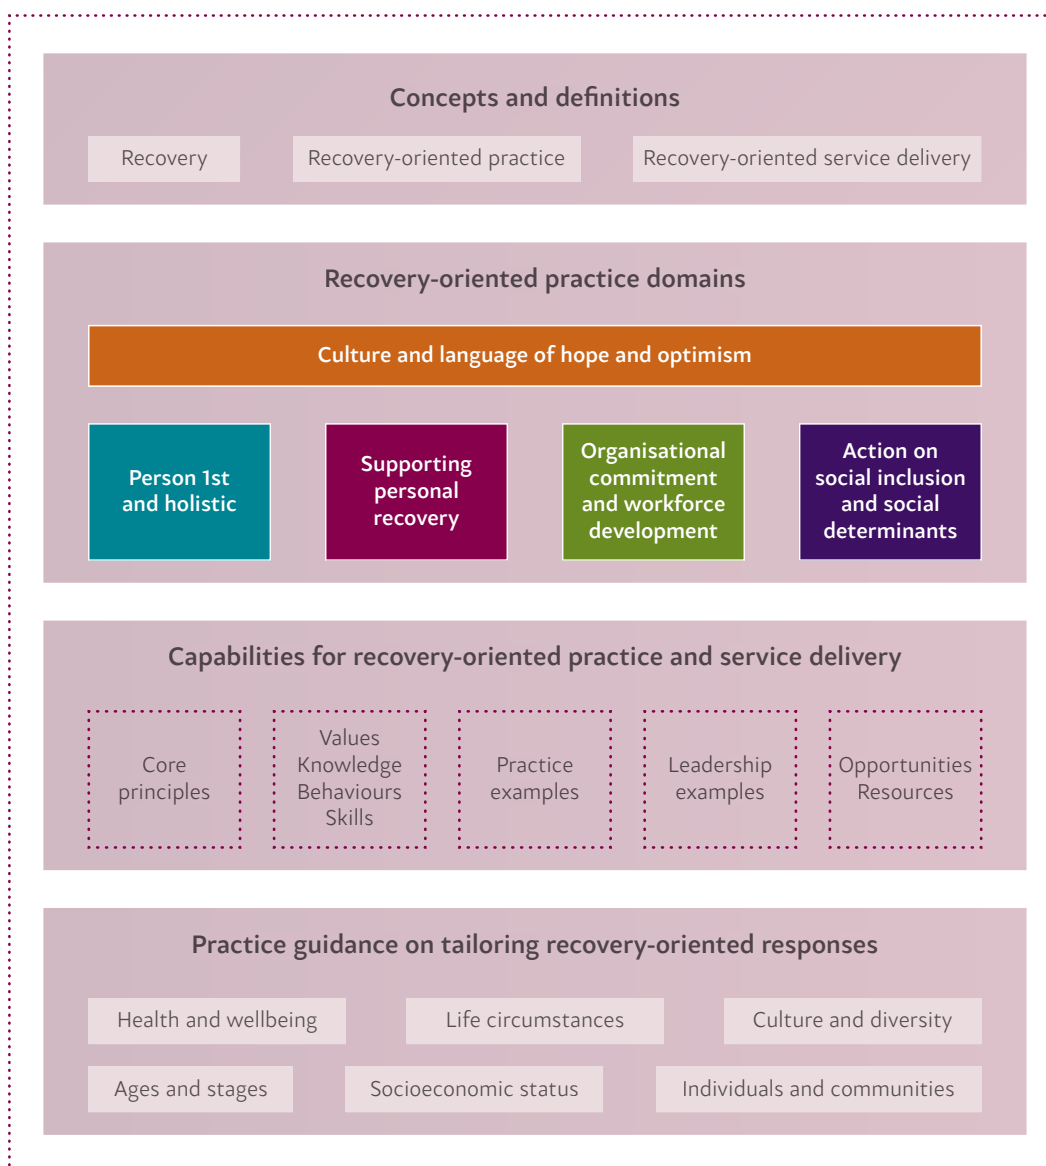 Concepts and definitions
Recovery
Recovery-oriented practice
Recovery-oriented service delivery
Recovery-oriented practice domains
Culture and language of hope and optimism
Person 1st
and holistic
Supporting
personal
recovery
Organisational
commitment
and workforce
development
Action on
social inclusion
and social
determinants
Capabilities for recovery-oriented practice and service delivery
Core
principles
Values
Knowledge
Behaviours
Skills
Practice
examples
Leadership
examples
Opportunities
Resources
Practice guidance on tailoring recovery-oriented responses
Health and wellbeing
Life circumstances
Culture and diversity
Ages and stages
Socioeconomic status
Individuals and communities